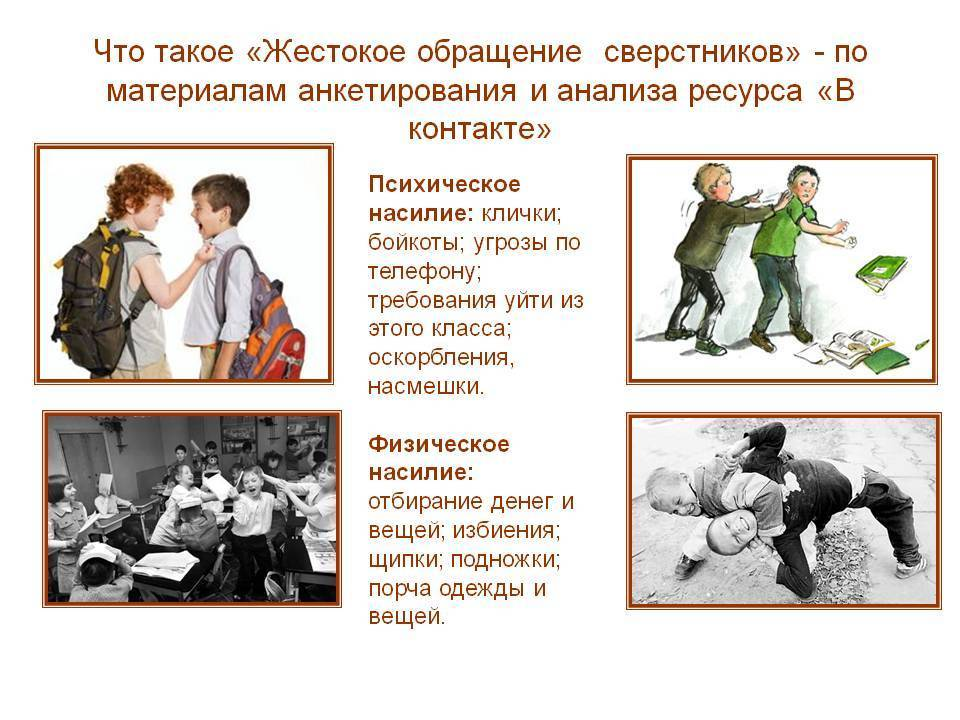 Что такое «Жестокое обращение сверстников» - по
материалам анкетирования и анализа ресурса «В
контакте»
Психическое
насилие: клички;
бойкоты; угрозы по
телефону;
требования уйти из
этого класса;
оскорбления,
насмешки.
Физическое
насилие:
отбирание денег и
вещей; избиения;
щипки; подножки;
порча одежды и
вещей.